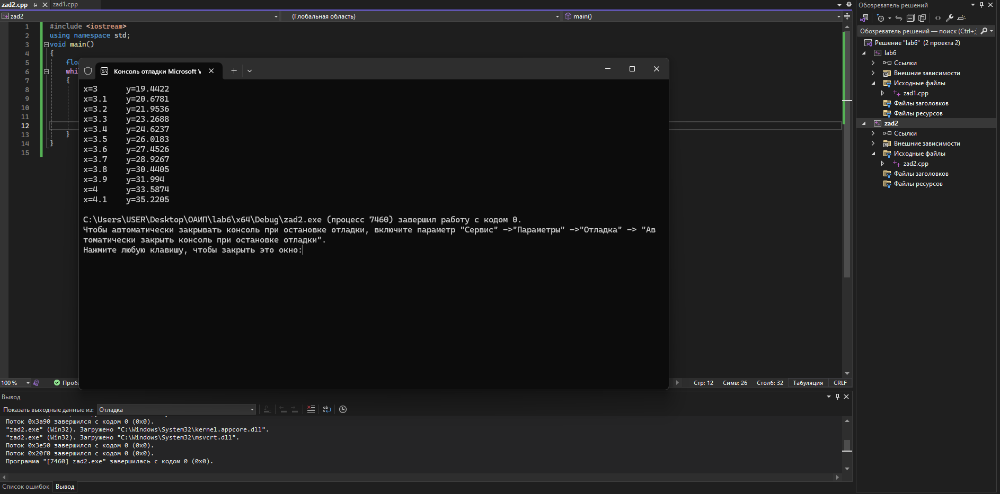 zad2.cpp zad1.cpp
zad2 (Глобальная область) main()
1 #include <iostream>
2 using namespace std;
3 void main()
4 {
5 floa
6 whi
7 {
8
9
10
11
12
13 }
14 }
15
Консоль отладки Microsoft V
x=3 y=19.4422
x=3.1 y=20.6781
x=3.2 y=21.9536
x=3.3 y=23.2688
x=3.4 y=24.6237
x=3.5 y=26.0183
x=3.6 y=27.4526
x=3.7 y=28.9267
x=3.8 y=30.4405
x=3.9 y=31.994
x=4 y=33.5874
x=4.1 y=35.2205
C:\Users\USER\Desktop\ОАИП\lab6\x64\Debug\zad2.exe (процесс 7460) завершил работу с кодом 0.
Чтобы автоматически закрывать консоль при остановке отладки, включите параметр "Сервис" ->"Параметры" ->"Отладка" -> "Ав
томатически закрыть консоль при остановке отладки".
Нажмите любую клавишу, чтобы закрыть это окно:
100 % Пробл Стр: 12 Симв: 26 Столб: 32 Табуляция CRLF
Вывод
Показать выходные данные из: Отладка
Поток 0x3a90 завершился с кодом 0 (0x0).
"zad2.exe" (Win32). Загружено "C:\Windows\System32\kernel.appcore.dll".
"zad2.exe" (Win32). Загружено "C:\Windows\System32\msvcrt.dll".
Поток 0x3e50 завершился с кодом 0 (0x0).
Поток 0x20f0 завершился с кодом 0 (0x0).
Программа "[7460] zad2.exe" завершилась с кодом 0 (0x0).
Список ошибок Вывод
Обозреватель решений
Обозреватель решений — поиск (Ctrl+;
Решение "lab6" (2 проекта 2)
lab6
Ссылки
Внешние зависимости
Исходные файлы
zad1.cpp
Файлы заголовков
Файлы ресурсов
zad2
Ссылки
Внешние зависимости
Исходные файлы
zad2.cpp
Файлы заголовков
Файлы ресурсов